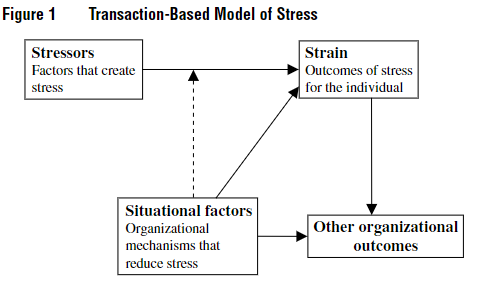 Figure 1 Transaction-Based Model of Stress
Stressors
Factors that create
stress
Strain
Outcomes of stress
for the individual
Situational factors
Organizational
mechanisms that
reduce stress
Other organizational
outcomes